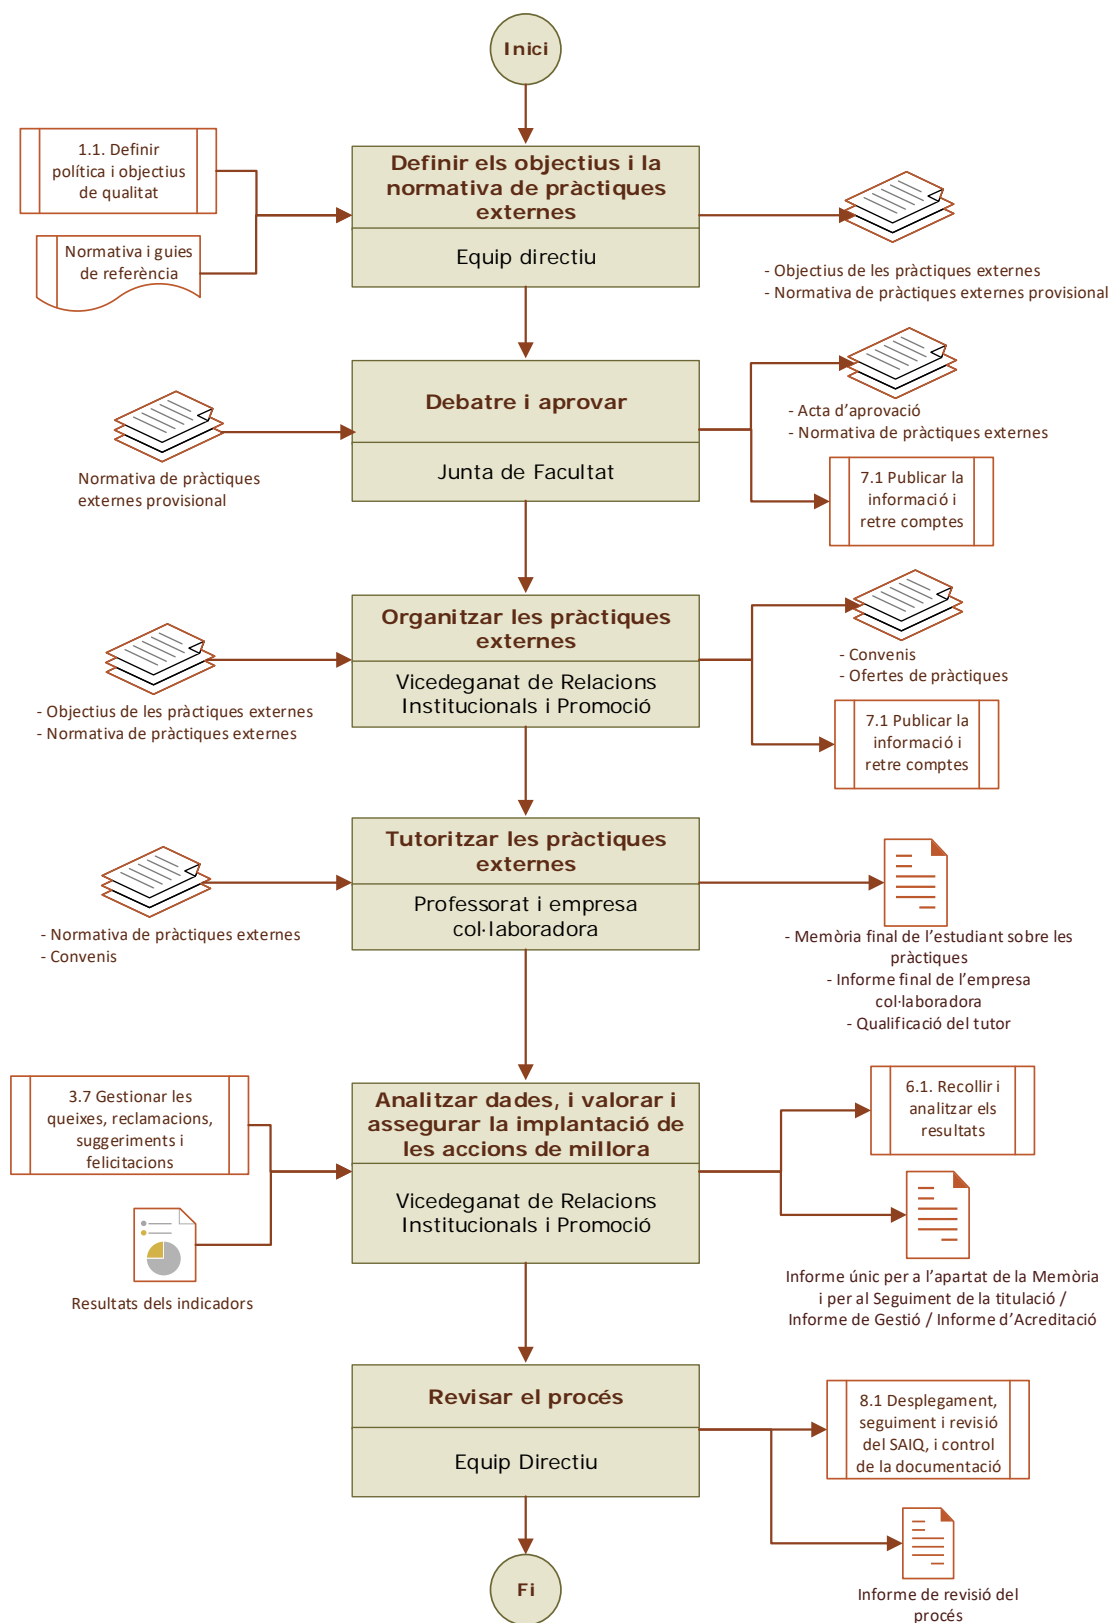 Inici
1.1. Definir
política i objectius
de qualitat
Normativa i guies
de referència
Definir els objectius i la
normativa de pràctiques
externes
Equip directiu
- Objectius de les pràctiques externes
- Normativa de pràctiques externes provisional
Normativa de pràctiques
externes provisional
Debatre i aprovar
Junta de Facultat
- Acta d’aprovació
- Normativa de pràctiques externes
7.1 Publicar la
informació i
retre comptes
- Objectius de les pràctiques externes
- Normativa de pràctiques externes
Organitzar les pràctiques
externes
Vicedeganat de Relacions
Institucionals i Promoció
- Convenis
- Ofertes de pràctiques
7.1 Publicar la
informació i
retre comptes
- Normativa de pràctiques externes
- Convenis
Tutoritzar les pràctiques
externes
Professorat i empresa
col·laboradora
- Memòria final de l’estudiant sobre les
pràctiques
- Informe final de l’empresa
col·laboradora
- Qualificació del tutor
3.7 Gestionar les
queixes, reclamacions,
suggeriments i
felicitacions
Resultats dels indicadors
Analitzar dades, i valorar i
assegurar la implantació de
les accions de millora
Vicedeganat de Relacions
Institucionals i Promoció
6.1. Recollir i
analitzar els
resultats
Informe únic per a l’apartat de la Memòria
i per al Seguiment de la titulació /
Informe de Gestió / Informe d’Acreditació
Revisar el procés
Equip Directiu
8.1 Desplegament,
seguiment i revisió
del SAIQ, i control
de la documentació
Informe de revisió del
procés
Fi